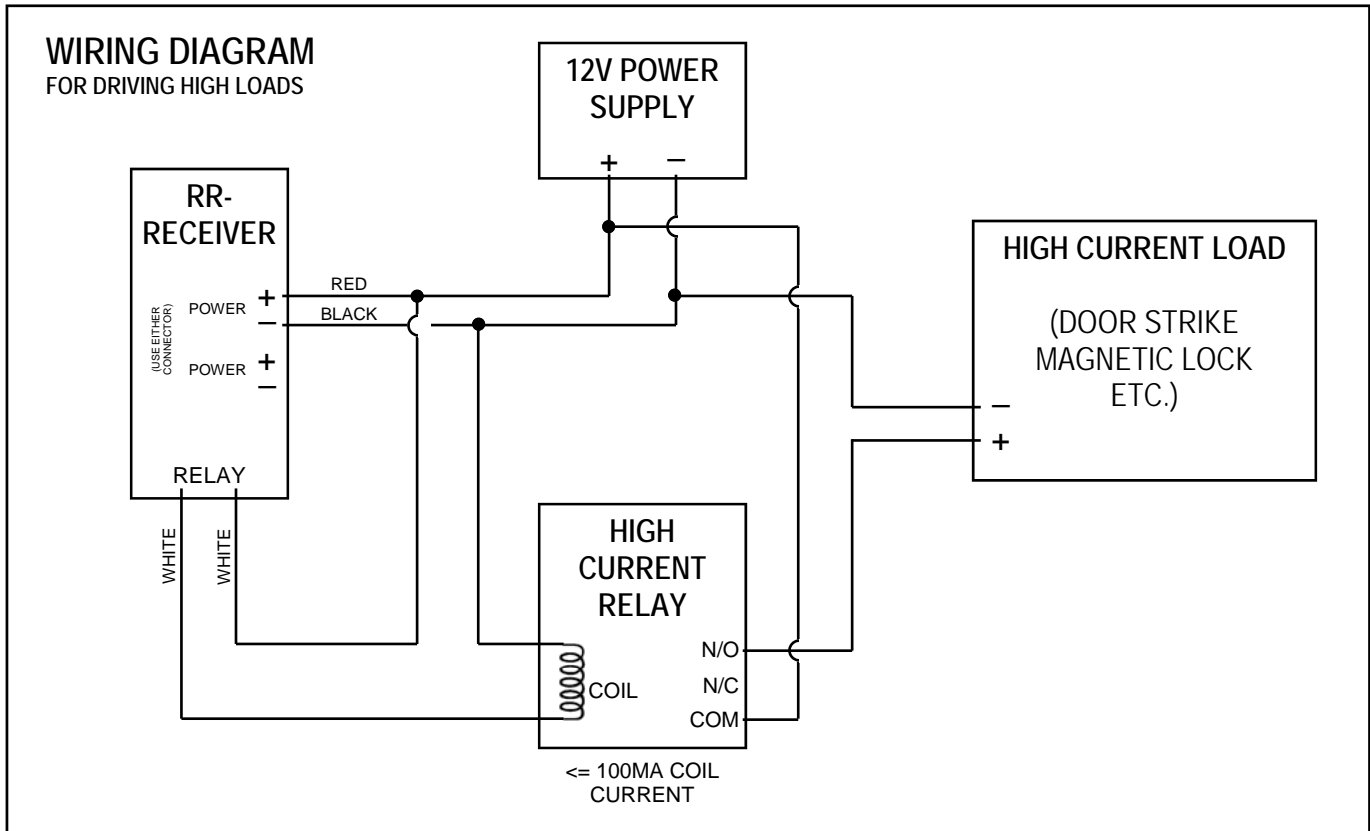 WIRING DIAGRAM
FOR DRIVING HIGH LOADS
12V POWER
SUPPLY
+ −
RR-
RECEIVER
(USE EITHER
CONNECTOR)
POWER +
−
POWER +
−
RELAY
RED
BLACK
WHITE
WHITE
HIGH CURRENT LOAD
(DOOR STRIKE
MAGNETIC LOCK
ETC.)
−
+
HIGH
CURRENT
RELAY
COIL
N/O
N/C
COM
<= 100MA COIL
CURRENT